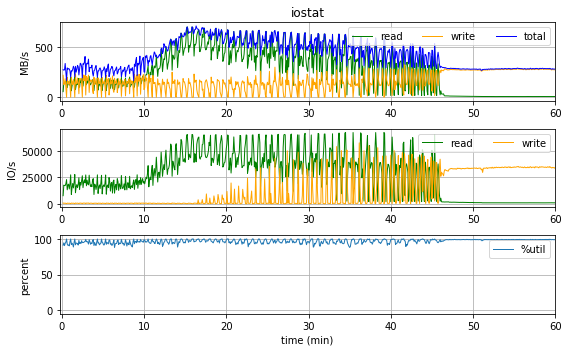 iostat
MB/s
500
0
read write total
0 10 20 30 40 50 60
IO/s
50000
25000
0
read write
0 10 20 30 40 50 60
percent
100
50
0
%util
0 10 20 30 40 50 60
time (min)